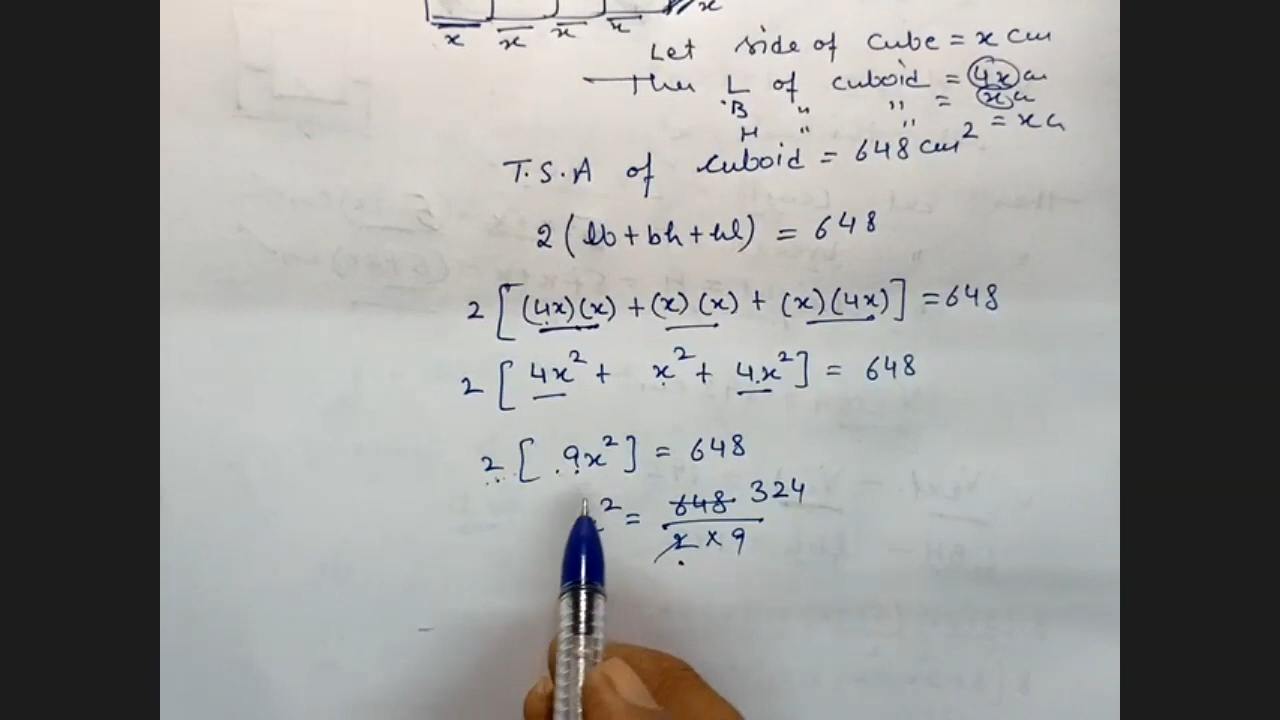 x x x x x
Let side of cube = x cm
Then L of cuboid = 4x cm
B " " = x cm
H " " = x cm
T.S.A of cuboid = 648 cm²
2 (lb + bh + hl) = 648
2 [(4x)(x) + (x)(x) + (x)(4x)] = 648
2 [4x² + x² + 4x²] = 648
2 [9x²] = 648
x² = 648 324
2 × 9